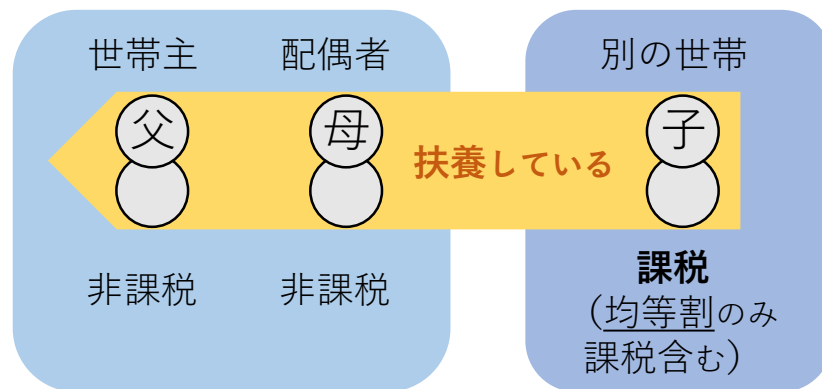 世帯主 配偶者 別の世帯
父 母 子
扶養している
非課税 非課税 課税
（均等割のみ
課税含む）